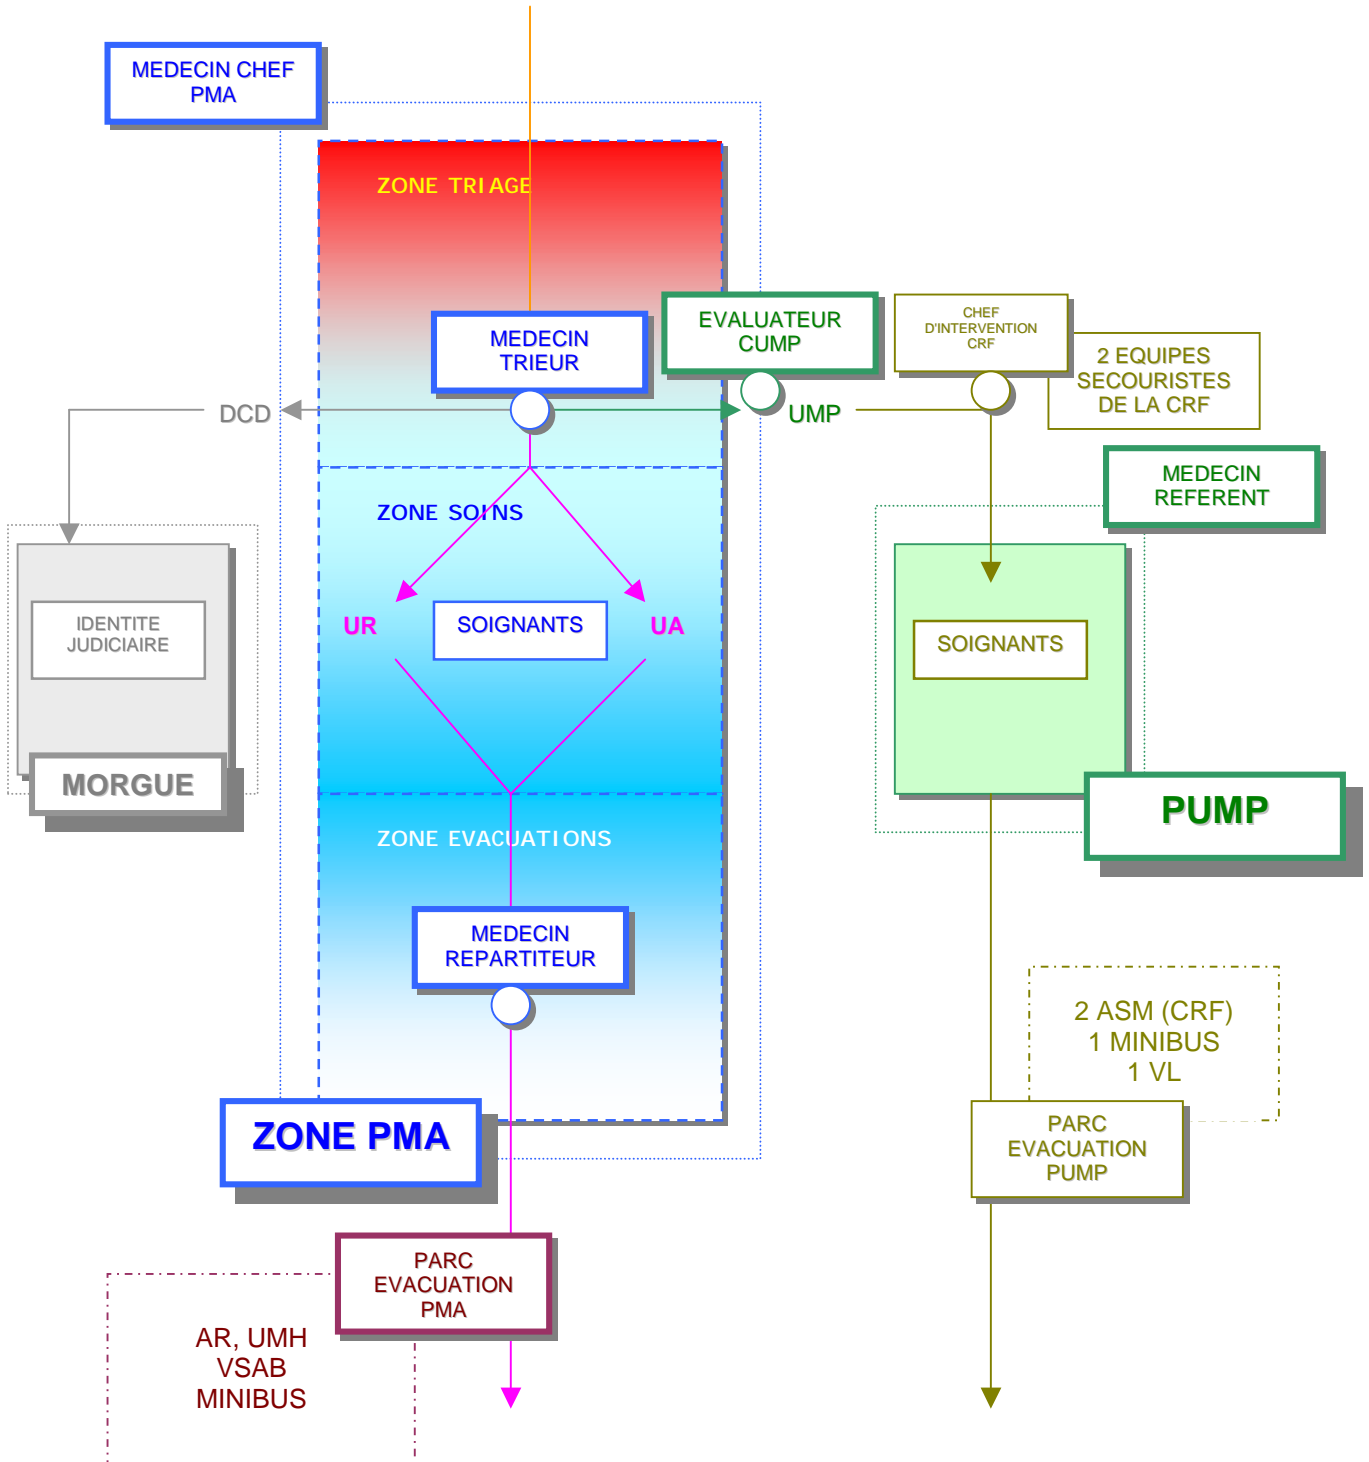 MEDECIN CHEF
PMA
ZONE TRIAGE
MEDECIN
TRIEUR
EVALUATEUR
CUMP
CHEF
D'INTERVENTION
CRF
2 EQUIPES
SECOURISTES
DE LA CRF
DCD
UMP
MEDECIN
REFERENT
ZONE SOINS
UR
SOIGNANTS
UA
IDENTITE
JUDICIAIRE
SOIGNANTS
MORGUE
PUMP
ZONE EVACUATIONS
MEDECIN
REPARTITEUR
2 ASM (CRF)
1 MINIBUS
1 VL
ZONE PMA
PARC
EVACUATION
PUMP
PARC
EVACUATION
PMA
AR, UMH
VSAB
MINIBUS